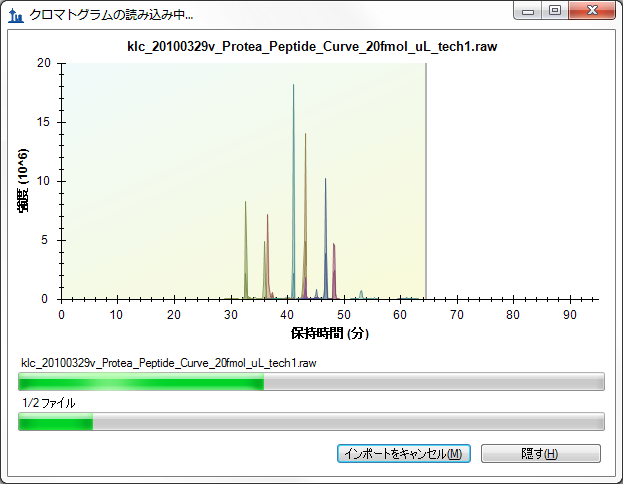 クロマトグラムの読み込み中...
klc_20100329v_Protea_Peptide_Curve_20fmol_uL_tech1.raw
20
15
10
5
0
強度 (10^6)
0 10 20 30 40 50 60 70 80 90
保持時間 (分)
klc_20100329v_Protea_Peptide_Curve_20fmol_uL_tech1.raw
1/2 ファイル
インポートをキャンセル(M) 隠す(H)